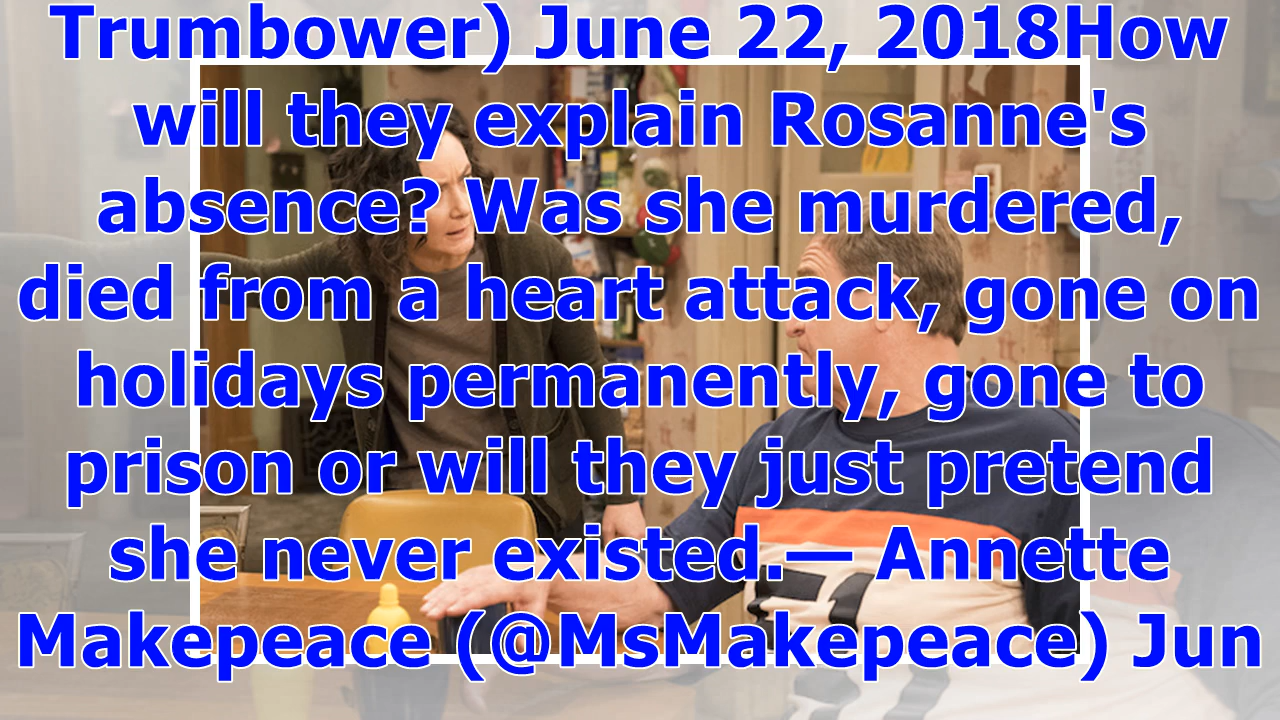 Trumbower) June 22, 2018How
will they explain Rosanne's
absence? Was she murdered,
died from a heart attack, gone on
holidays permanently, gone to
prison or will they just pretend
she never existed. — Annette
Makepeace (@MsMakepeace) Jun